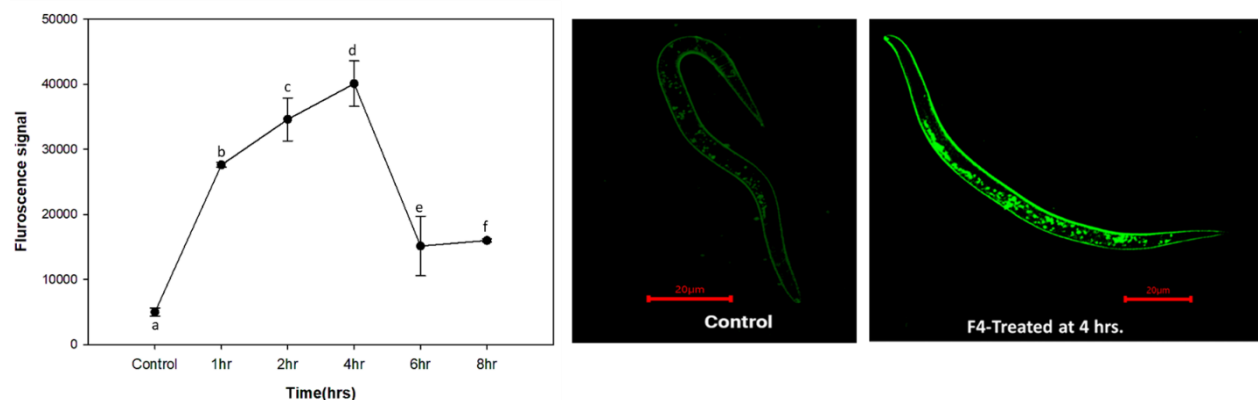 50000
40000
30000
20000
10000
0
Fluroscence signal
a
b
c
d
e
f
Control 1hr 2hr 4hr 6hr 8hr
Time(hrs)
20µm
Control
20µm
F4-Treated at 4 hrs.